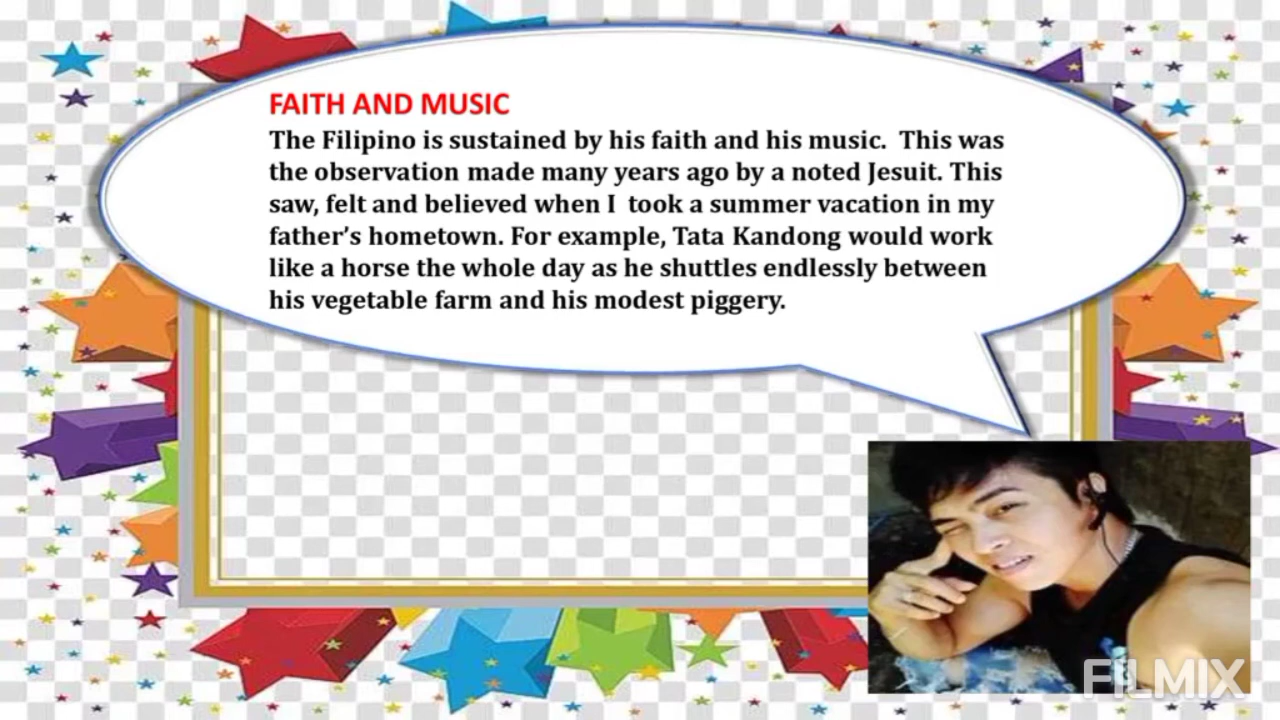 FAITH AND MUSIC
The Filipino is sustained by his faith and his music.  This was
the observation made many years ago by a noted Jesuit. This
saw, felt and believed when I  took a summer vacation in my
father's hometown. For example, Tata Kandong would work
like a horse the whole day as he shuttles endlessly between
his vegetable farm and his modest piggery.
FILMIX